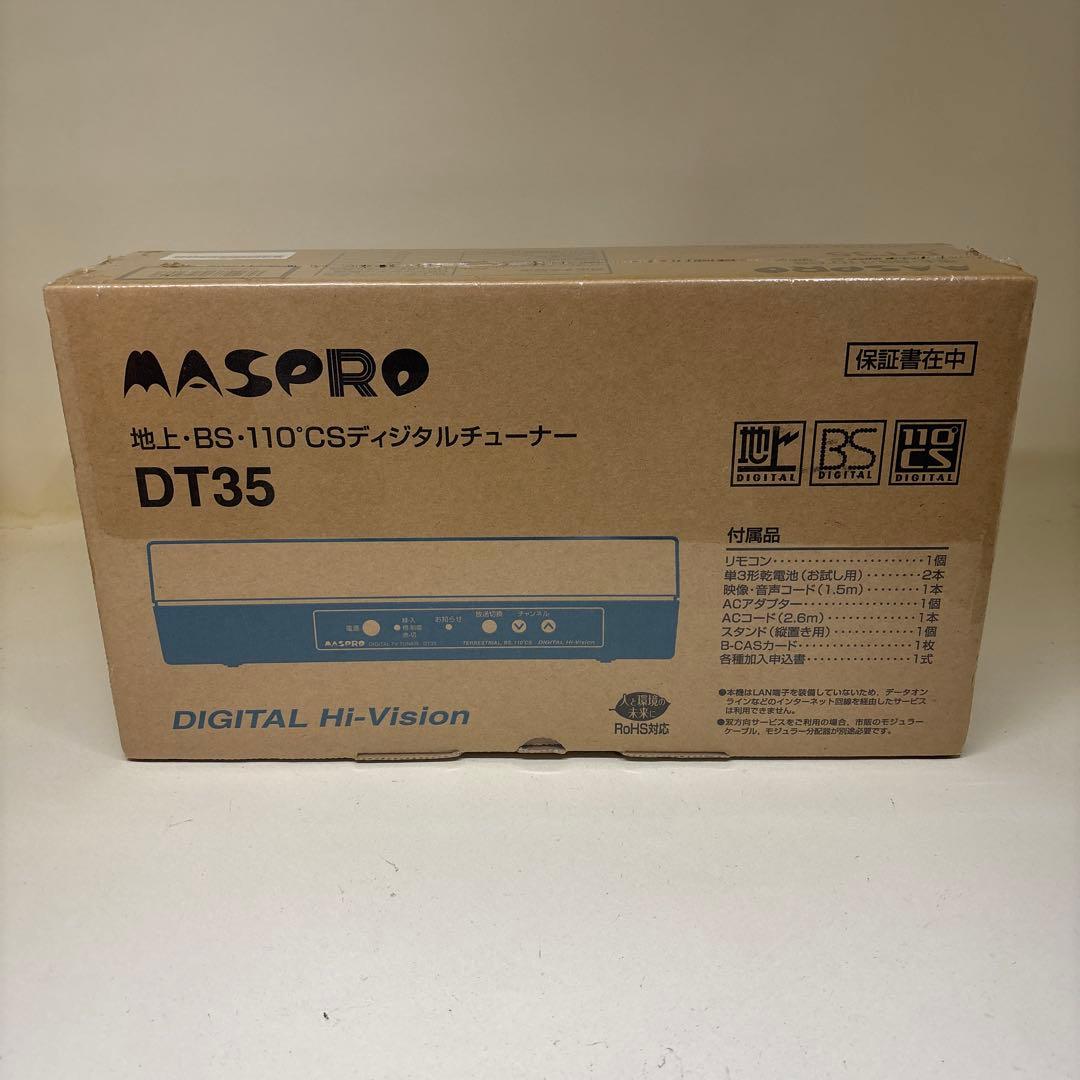 MASPRO
MASPRO
保証書在中
地上・BS・110°CSディジタルチューナー
DT35
地上
DIGITAL
BS
DIGITAL
110°
CS
DIGITAL
付属品
リモコン・・・・・・・・・・・・・・・・・・・・・・・・1個
単3形乾電池(お試し用)・・・・・・・・2本
映像・音声コード(1.5m)・・・・・・・・1本
ACアダプター・・・・・・・・・・・・・・・・・・・1個
ACコード(2.6m)・・・・・・・・・・・・・・・1本
スタンド(縦置き用)・・・・・・・・・・・・1個
B-CASカード・・・・・・・・・・・・・・・・・・・1枚
各種加入申込書・・・・・・・・・・・・・・・・・1式
電源
お知らせ
放送切換
チャンネル
MASPRO DIGITAL TV TUNER DT35
TERRESTRIAL, BS, 110°CS DIGITAL Hi-Vision
DIGITAL Hi-Vision
人と環境の
未来に
RoHS対応
●本機はLAN端子を装備していないため、データオン
ラインなどのインターネット回線を経由したサービス
は利用できません。
●双方向サービスをご利用の場合、市販のモジュラー
ケーブル、モジュラー分配器が別途必要です。